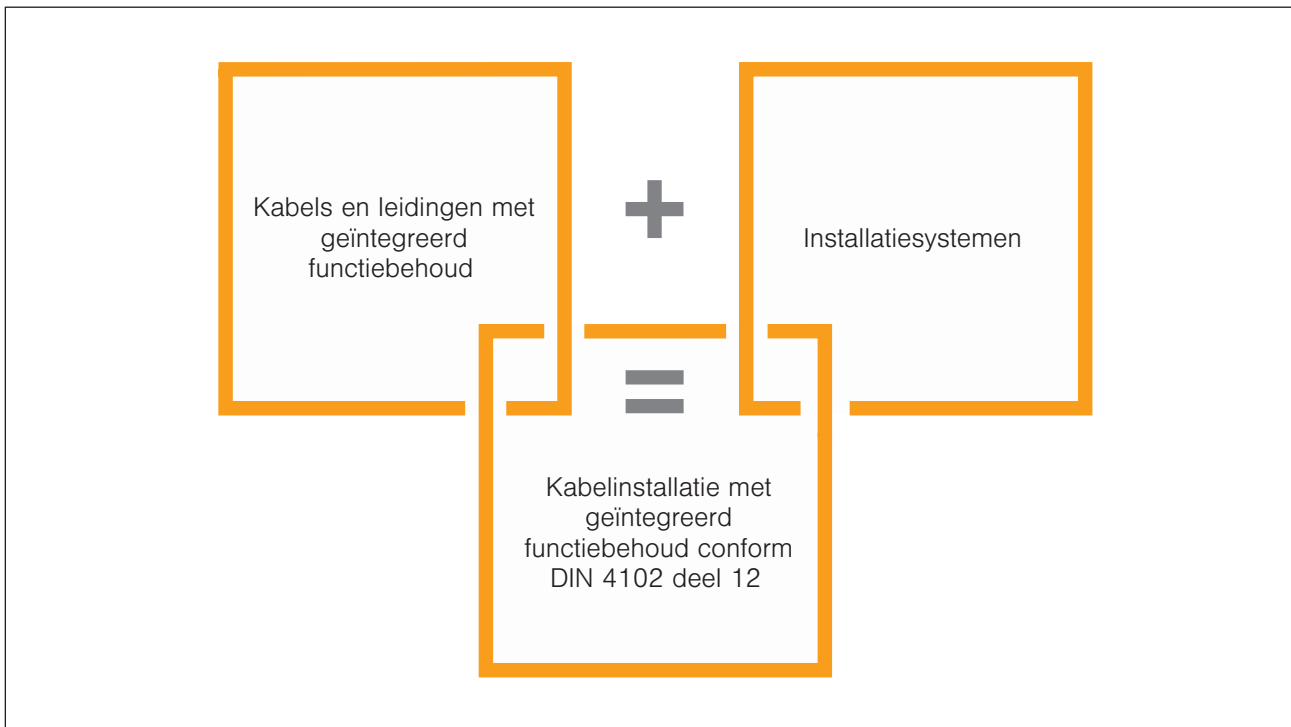 Kabels en leidingen met
geïntegreerd
functiebehoud
+
Installatiesystemen
=
Kabelinstallatie met
geïntegreerd
functiebehoud conform
DIN 4102 deel 12